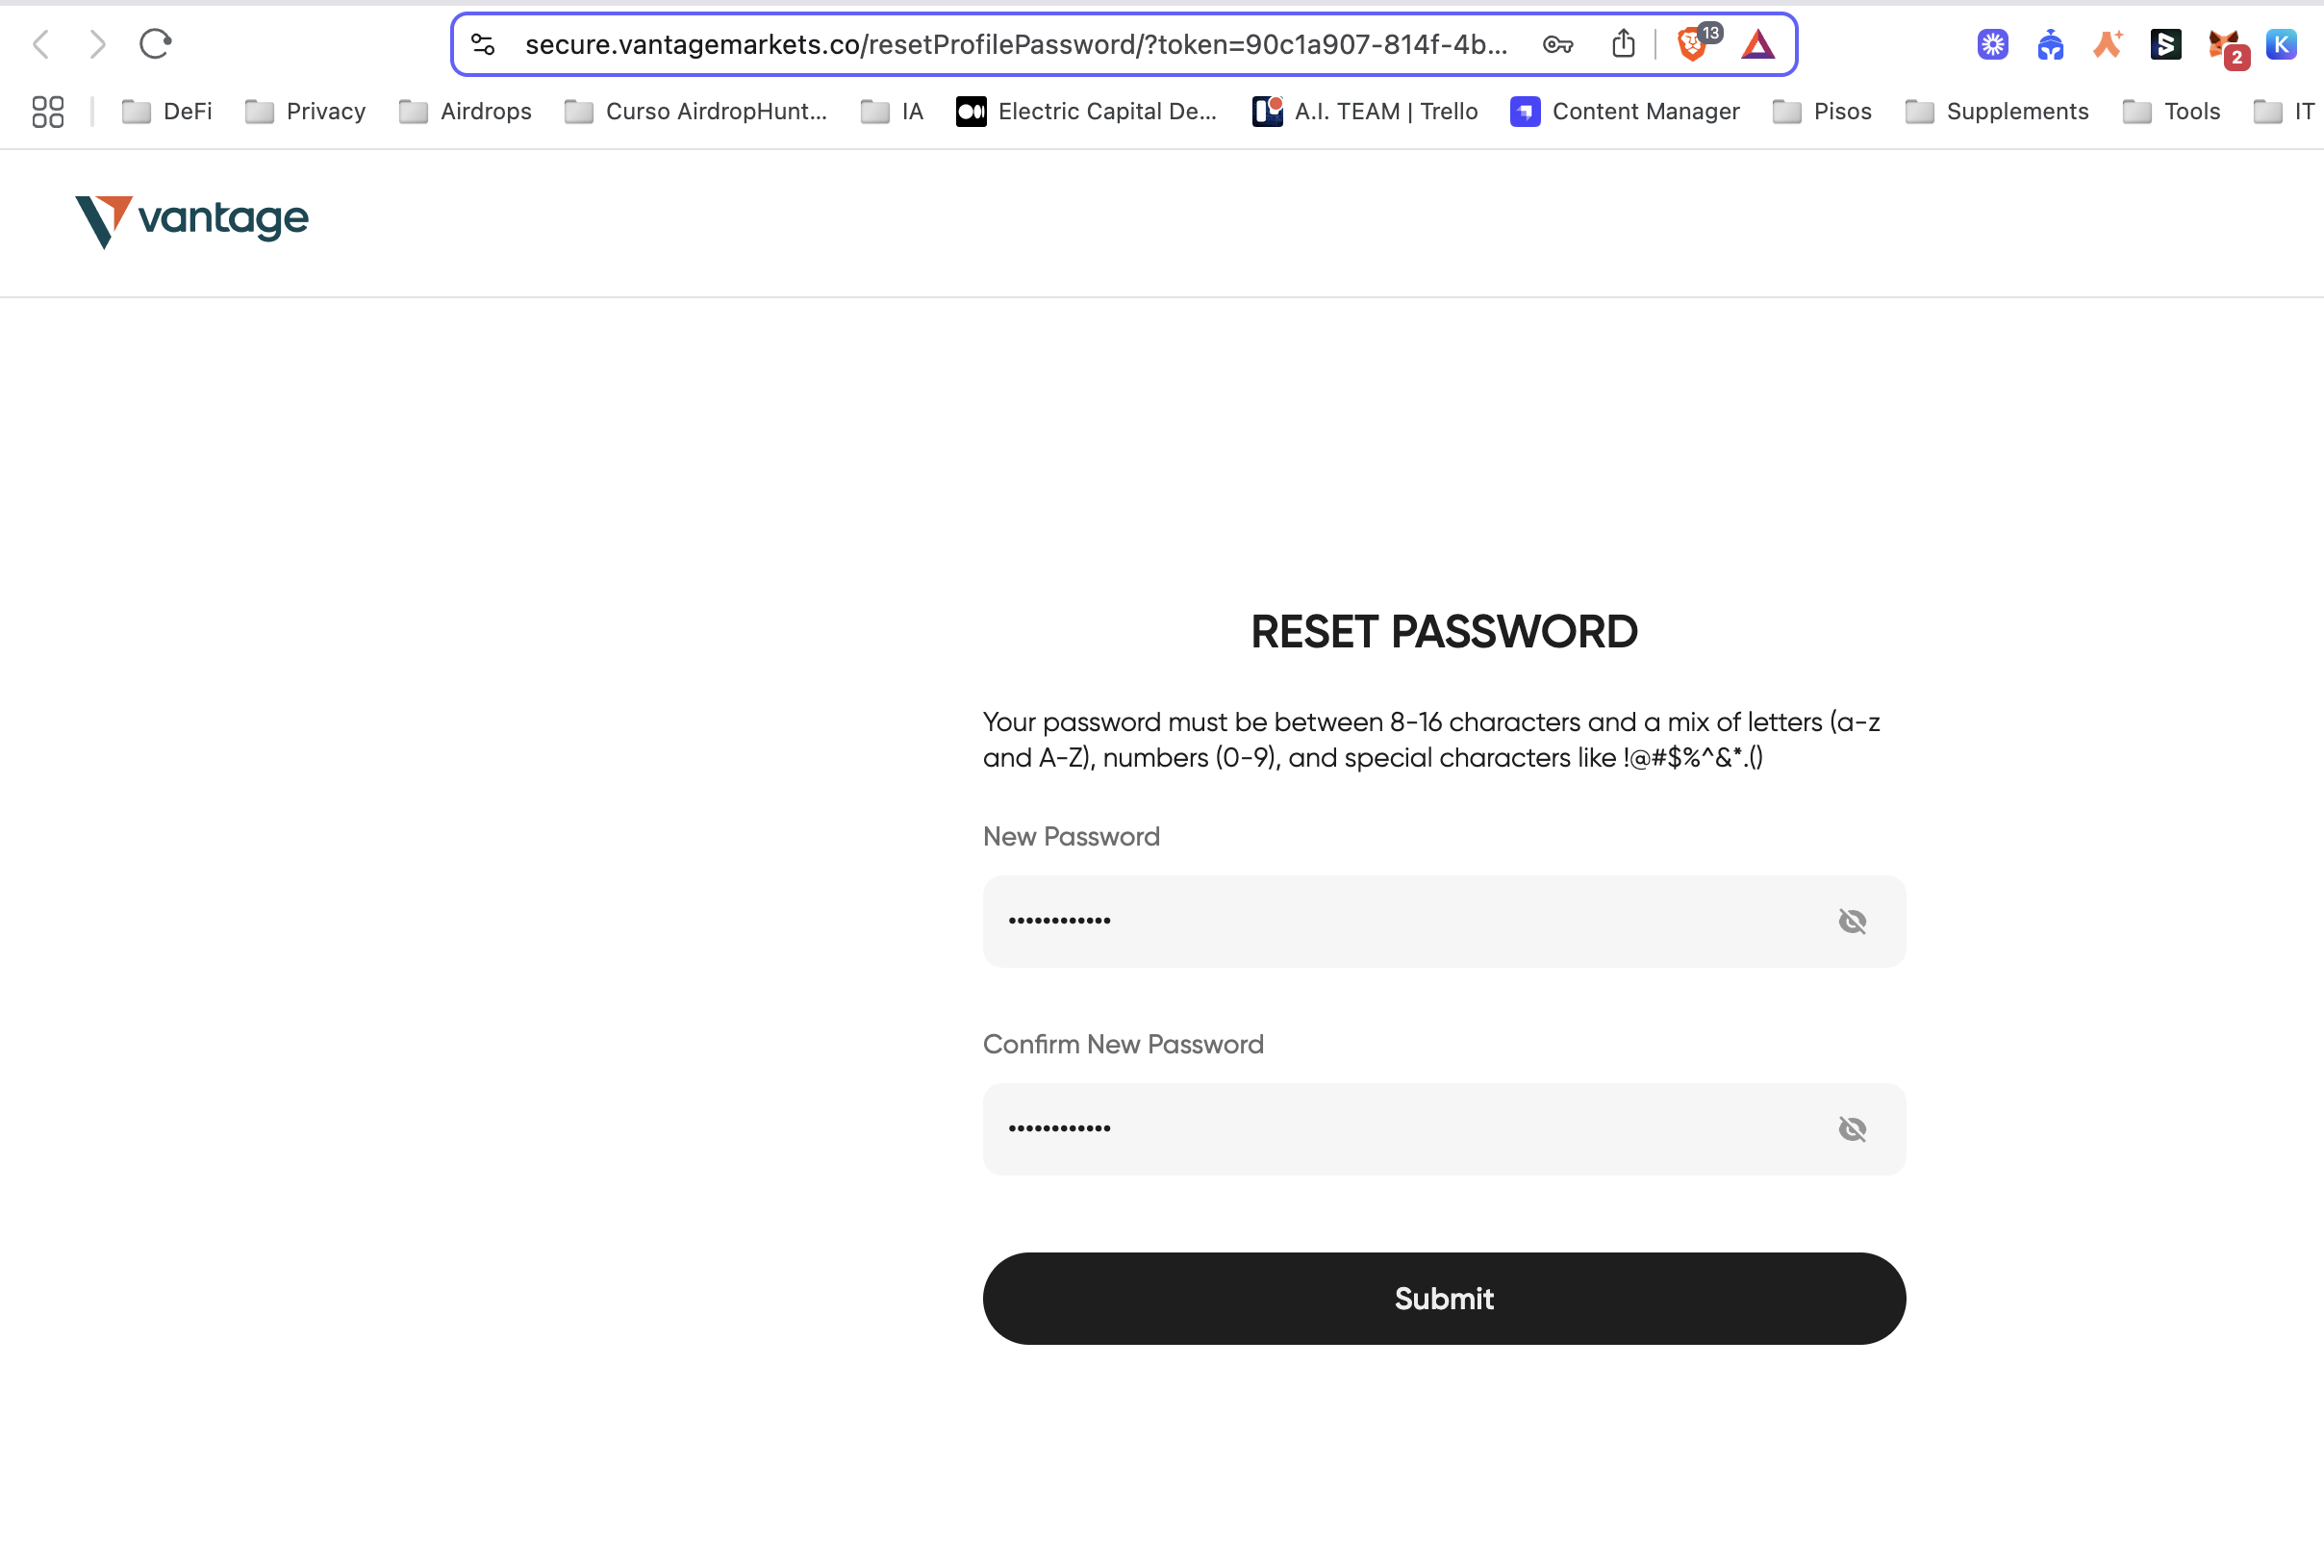 secure.vantagemarkets.co/resetProfilePassword/?token=90c1a907-814f-4b...
13
2
K
DeFi
Privacy
Airdrops
Curso AirdropHunt...
IA
Electric Capital De...
A.I. TEAM | Trello
Content Manager
Pisos
Supplements
Tools
IT
vantage
RESET PASSWORD
Your password must be between 8-16 characters and a mix of letters (a-z
and A-Z), numbers (0-9), and special characters like !@#$%^&*.()
New Password
••••••••••••
Confirm New Password
••••••••••••
Submit